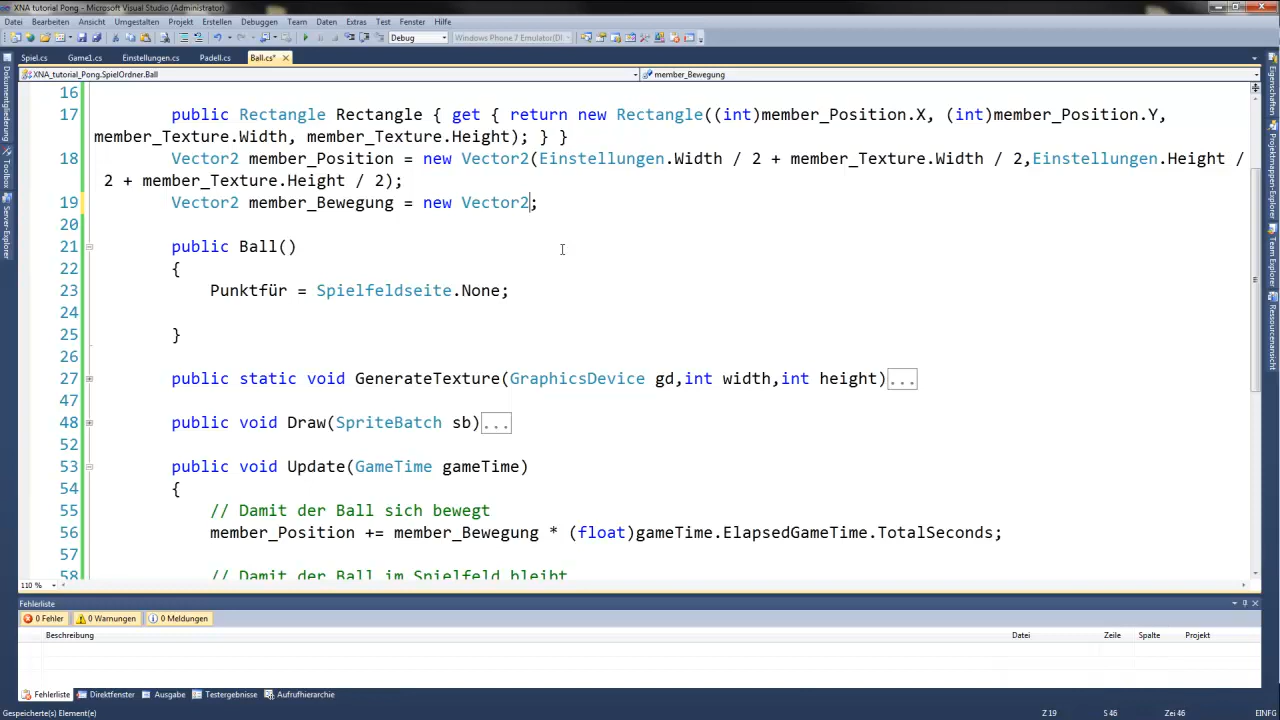 XNA tutorial Pong - Microsoft Visual Studio (Administrator)
Datei Bearbeiten Ansicht Umgestalten Projekt Erstellen Debuggen Team Daten Extras Test Fenster Hilfe
Debug Windows Phone 7 Emulator(DE
Spiel.cs Game1.cs Einstellungen.cs Padell.cs Ball.cs*
XNA_tutorial_Pong.SpielOrdner.Ball member_Bewegung
16
17 public Rectangle Rectangle { get { return new Rectangle((int)member_Position.X, (int)member_Position.Y,
member_Texture.Width, member_Texture.Height); } }
18 Vector2 member_Position = new Vector2(Einstellungen.Width / 2 + member_Texture.Width / 2,Einstellungen.Height /
2 + member_Texture.Height / 2);
19 Vector2 member_Bewegung = new Vector2;
20
21 public Ball()
22 {
23 Punktfür = Spielfeldseite.None;
24
25 }
26
27 public static void GenerateTexture(GraphicsDevice gd,int width,int height)...
47
48 public void Draw(SpriteBatch sb)...
52
53 public void Update(GameTime gameTime)
54 {
55 // Damit der Ball sich bewegt
56 member_Position += member_Bewegung * (float)gameTime.ElapsedGameTime.TotalSeconds;
57
58 // Damit der Ball im Spielfeld bleibt
110 %
Dokumentgliederung
Toolbox
Server-Explorer
Eigenschaften
Projektmappen-Explorer
Team Explorer
Ressourcenansicht
Fehlerliste
0 Fehler 0 Warnungen 0 Meldungen
Beschreibung Datei Zeile Spalte Projekt
Fehlerliste Direktfenster Ausgabe Testergebnisse Aufrufhierarchie
Gespeicherte(s) Element(e) Z 19 S 46 Zei 46 EINFG